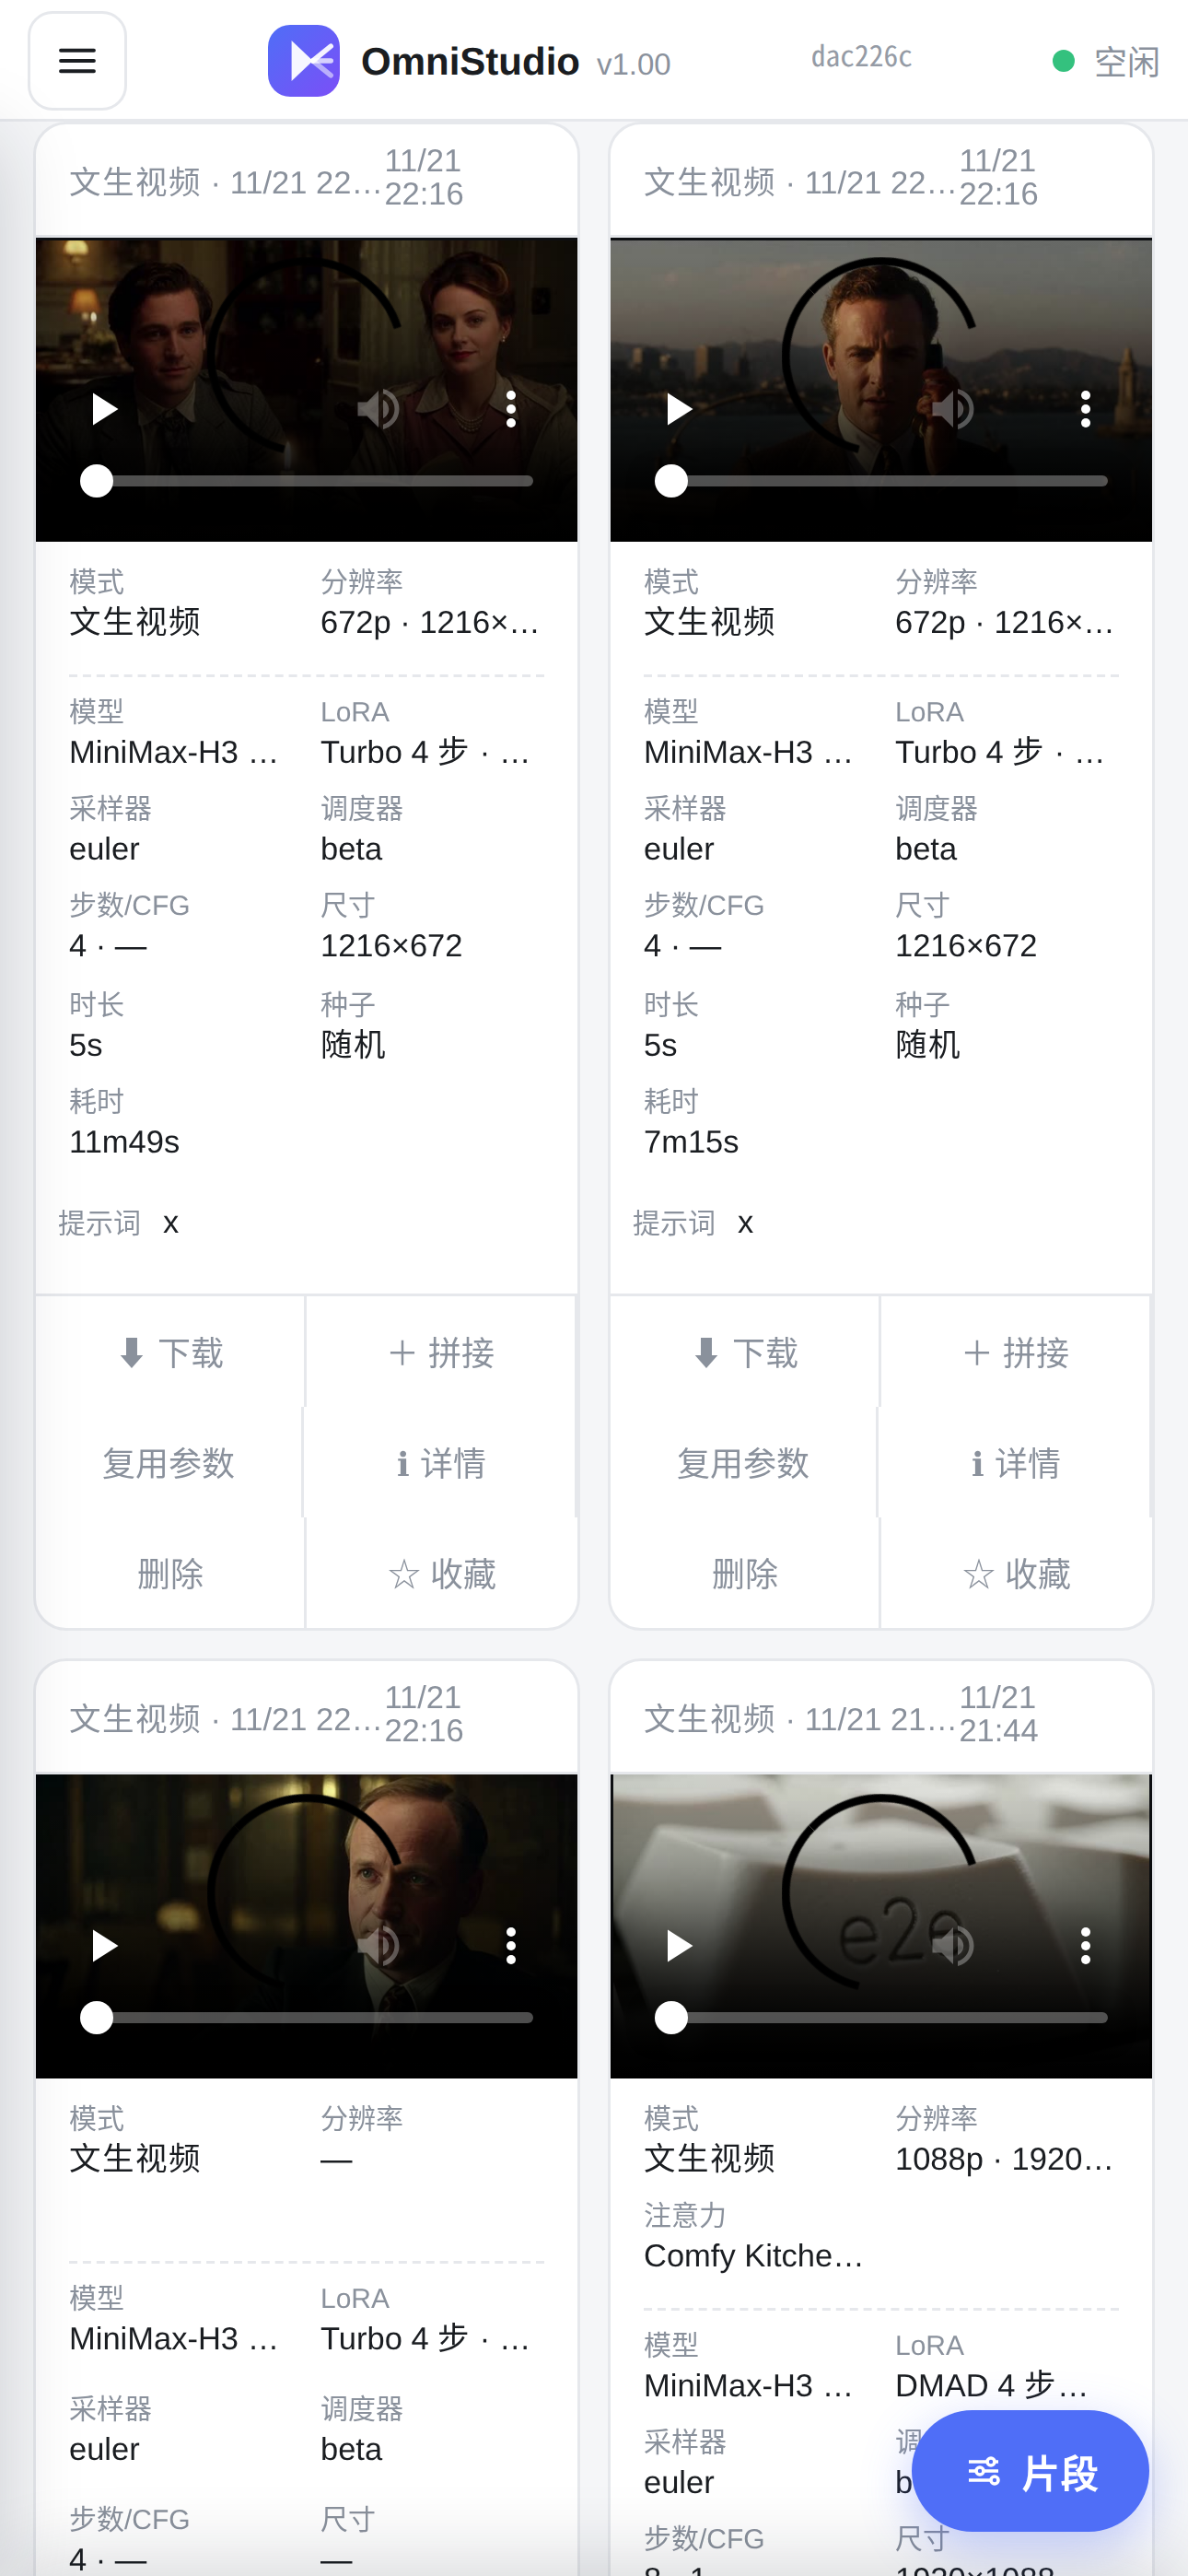 OmniStudio v1.00 dac226c 空闲
文生视频 · 11/21 22… 11/21 22:16
文生视频 · 11/21 22… 11/21 22:16
模式 分辨率
文生视频 672p · 1216×…
模型 LoRA
MiniMax-H3 … Turbo 4 步 · …
采样器 调度器
euler beta
步数/CFG 尺寸
4 · — 1216×672
时长 种子
5s 随机
耗时
11m49s
提示词 x
⬇ 下载 ＋ 拼接
复用参数 ℹ 详情
删除 ☆ 收藏
模式 分辨率
文生视频 672p · 1216×…
模型 LoRA
MiniMax-H3 … Turbo 4 步 · …
采样器 调度器
euler beta
步数/CFG 尺寸
4 · — 1216×672
时长 种子
5s 随机
耗时
7m15s
提示词 x
⬇ 下载 ＋ 拼接
复用参数 ℹ 详情
删除 ☆ 收藏
文生视频 · 11/21 22… 11/21 22:16
文生视频 · 11/21 21… 11/21 21:44
e2e
模式 分辨率
文生视频 —
模型 LoRA
MiniMax-H3 … Turbo 4 步 · …
采样器 调度器
euler beta
步数/CFG 尺寸
4 · — —
模式 分辨率
文生视频 1088p · 1920…
注意力
Comfy Kitche…
模型 LoRA
MiniMax-H3 … DMAD 4 步…
采样器 调
euler b
步数/CFG 尺寸
8 · 1 1920×1088
片段